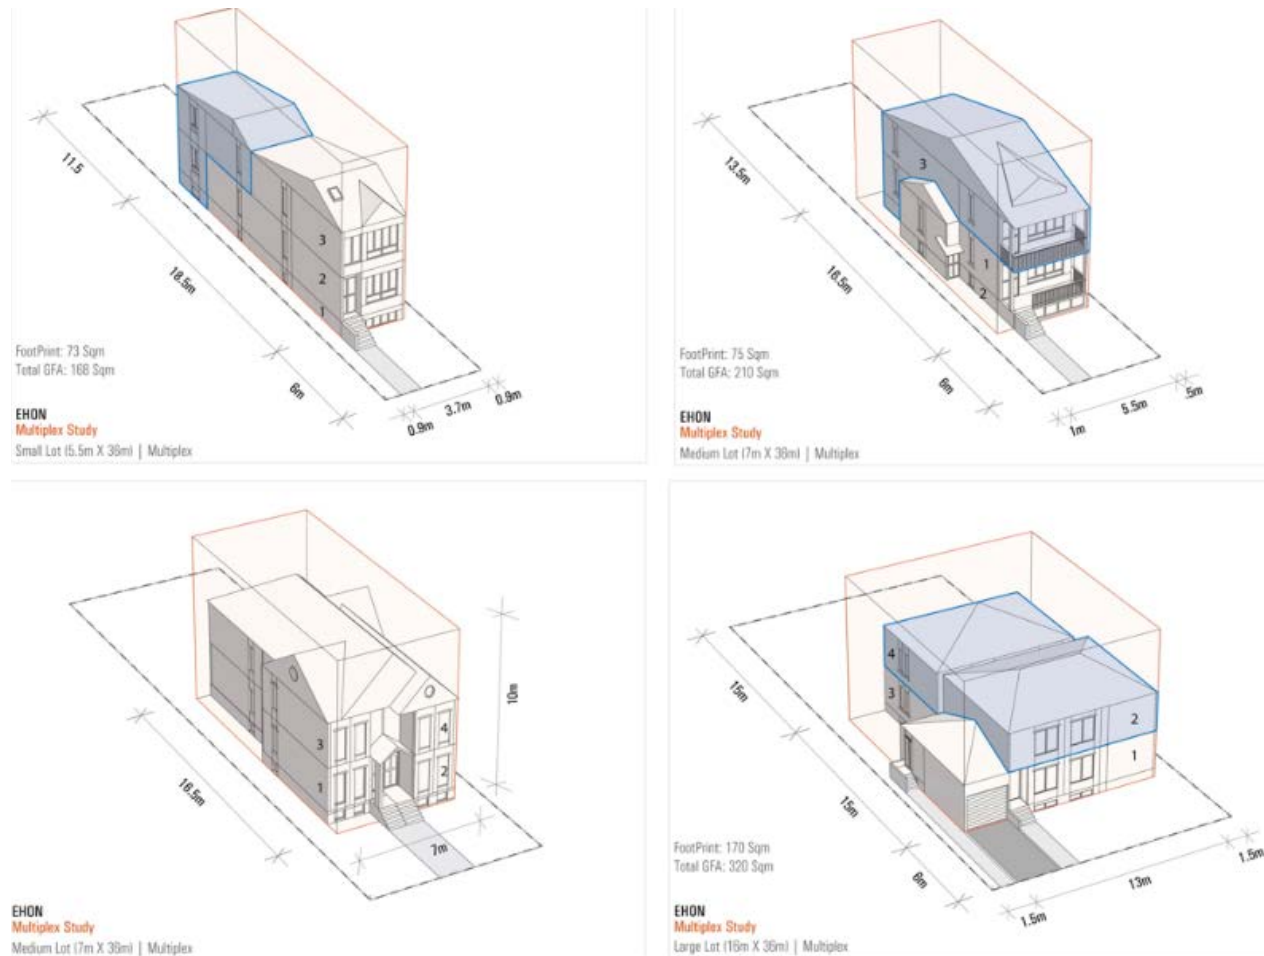 11.5
18.5m
6m
3
2
1
3.7m
0.9m
0.9m
FootPrint: 73 Sqm
Total GFA: 168 Sqm
EHON
Multiplex Study
Small Lot (5.5m X 36m) | Multiplex
13.5m
16.5m
6m
3
1
2
5.5m
.5m
1m
FootPrint: 75 Sqm
Total GFA: 210 Sqm
EHON
Multiplex Study
Medium Lot (7m X 36m) | Multiplex
10m
3
4
1
2
16.5m
7m
EHON
Multiplex Study
Medium Lot (7m X 36m) | Multiplex
4
3
2
1
15m
15m
6m
1.5m
13m
1.5m
FootPrint: 170 Sqm
Total GFA: 320 Sqm
EHON
Multiplex Study
Large Lot (16m X 36m) | Multiplex